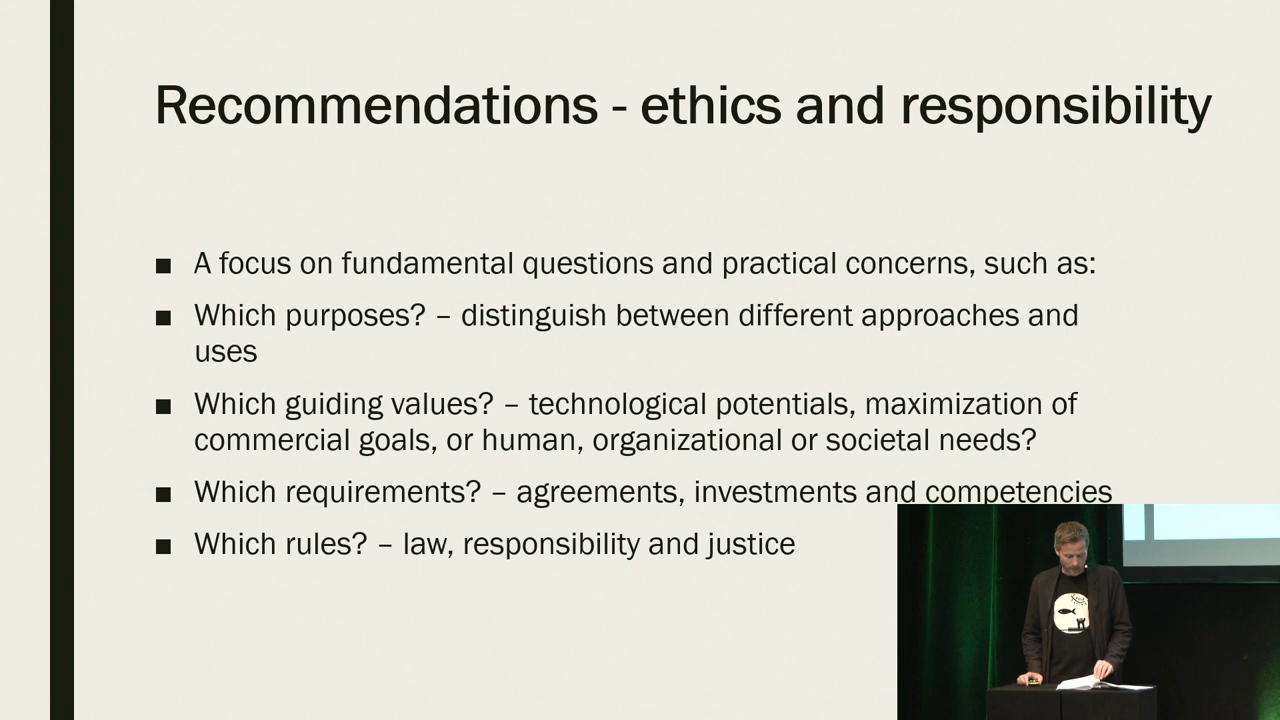 Recommendations - ethics and responsibility
■ A focus on fundamental questions and practical concerns, such as:
■ Which purposes? – distinguish between different approaches and
uses
■ Which guiding values? – technological potentials, maximization of
commercial goals, or human, organizational or societal needs?
■ Which requirements? – agreements, investments and competencies
■ Which rules? – law, responsibility and justice